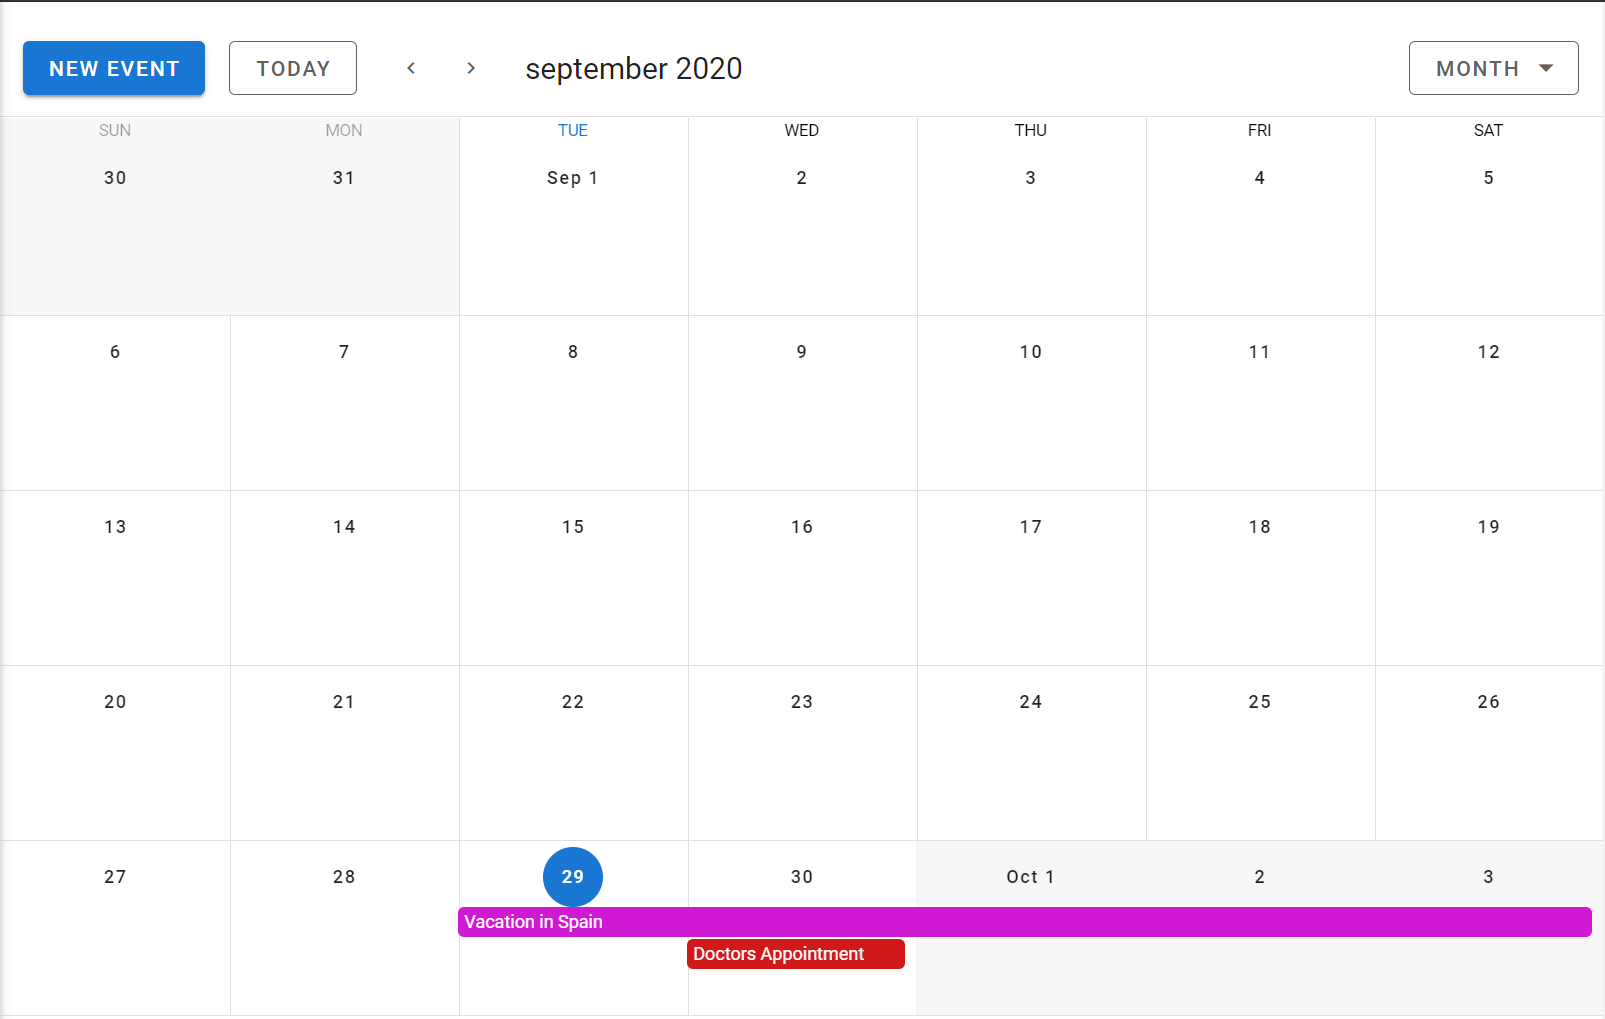 NEW EVENT TODAY september 2020 MONTH
SUN MON TUE WED THU FRI SAT
30 31 Sep 1 2 3 4 5
6 7 8 9 10 11 12
13 14 15 16 17 18 19
20 21 22 23 24 25 26
27 28 29 30 Oct 1 2 3
Vacation in Spain
Doctors Appointment